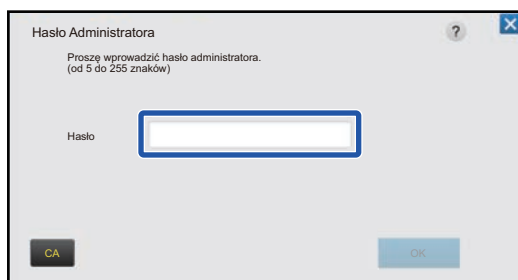 Hasło Administratora
?
Proszę wprowadzić hasło administratora.
(od 5 do 255 znaków)
Hasło
CA
OK